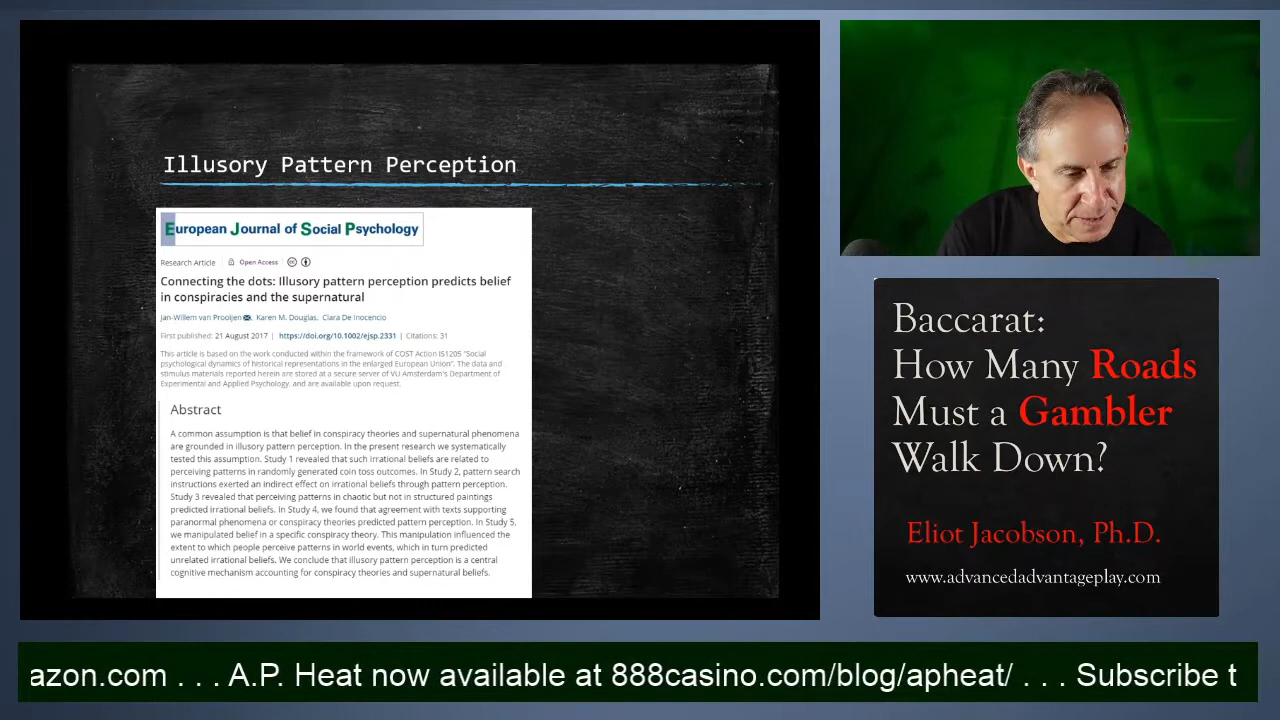 Illusory Pattern Perception
European Journal of Social Psychology
Research Article Open Access
Connecting the dots: Illusory pattern perception predicts belief
in conspiracies and the supernatural
Jan-Willem van Prooijen, Karen M. Douglas, Clara De Inocencio
First published: 21 August 2017 | https://doi.org/10.1002/ejsp.2331 | Citations: 31
This article is based on the work conducted within the framework of COST Action IS1205 "Social
psychological dynamics of historical representations in the enlarged European Union". The data and
stimulus materials reported herein are stored at a secure server of VU Amsterdam's Department of
Experimental and Applied Psychology, and are available upon request.
Abstract
A common assumption is that belief in conspiracy theories and supernatural phenomena
are grounded in illusory pattern perception. In the present research we systematically
tested this assumption. Study 1 revealed that such irrational beliefs are related to
perceiving patterns in randomly generated coin toss outcomes. In Study 2, pattern search
instructions exerted an indirect effect on irrational beliefs through pattern perception.
Study 3 revealed that perceiving patterns in chaotic but not in structured paintings
predicted irrational beliefs. In Study 4, we found that agreement with texts supporting
paranormal phenomena or conspiracy theories predicted pattern perception. In Study 5,
we manipulated belief in a specific conspiracy theory. This manipulation influenced the
extent to which people perceive patterns in world events, which in turn predicted
unrelated irrational beliefs. We conclude that illusory pattern perception is a central
cognitive mechanism accounting for conspiracy theories and supernatural beliefs.
Baccarat:
How Many Roads
Must a Gambler
Walk Down?
Eliot Jacobson, Ph.D.
www.advancedadvantageplay.com
azon.com . . . A.P. Heat now available at 888casino.com/blog/apheat/ . . . Subscribe t